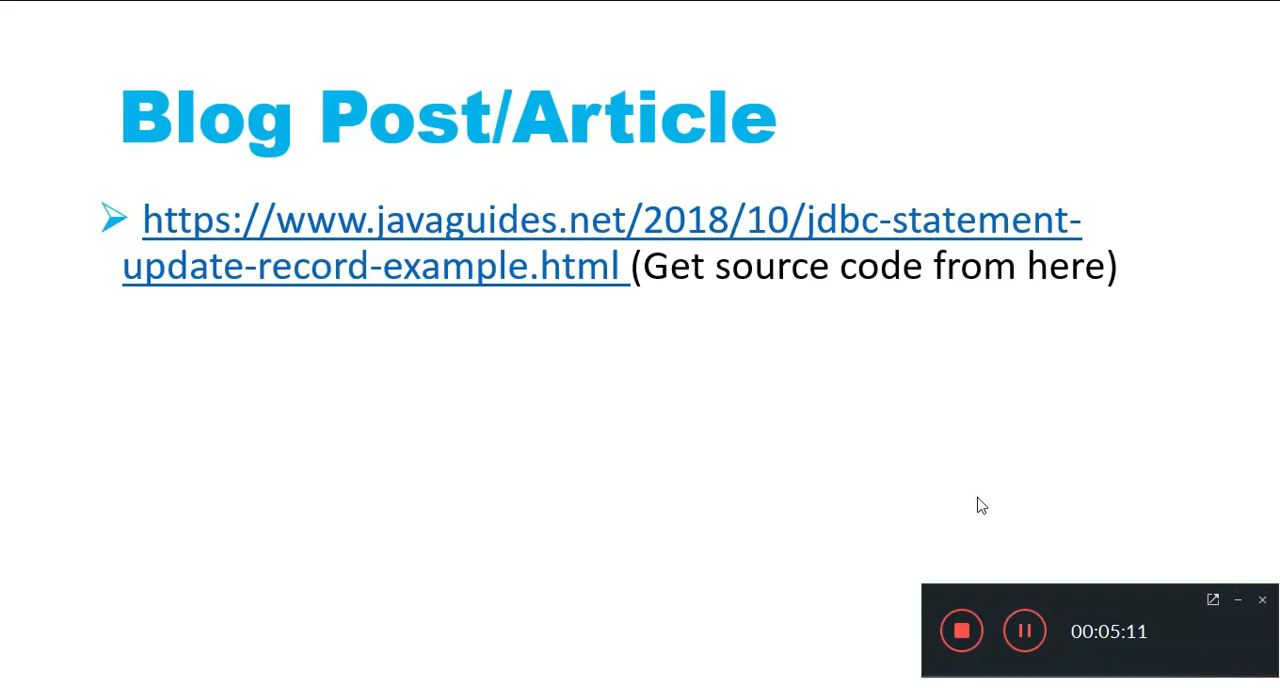 Blog Post/Article
https://www.javaguides.net/2018/10/jdbc-statement-
update-record-example.html (Get source code from here)
00:05:11